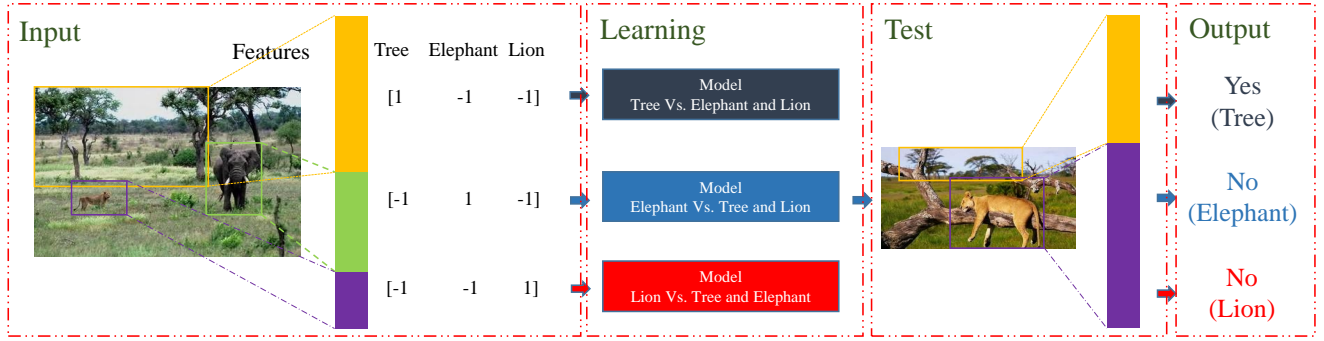 Input
Features
Tree Elephant Lion
[1 -1 -1]
[-1 1 -1]
[-1 -1 1]
Learning
Model
Tree Vs. Elephant and Lion
Model
Elephant Vs. Tree and Lion
Model
Lion Vs. Tree and Elephant
Test
Output
Yes
(Tree)
No
(Elephant)
No
(Lion)